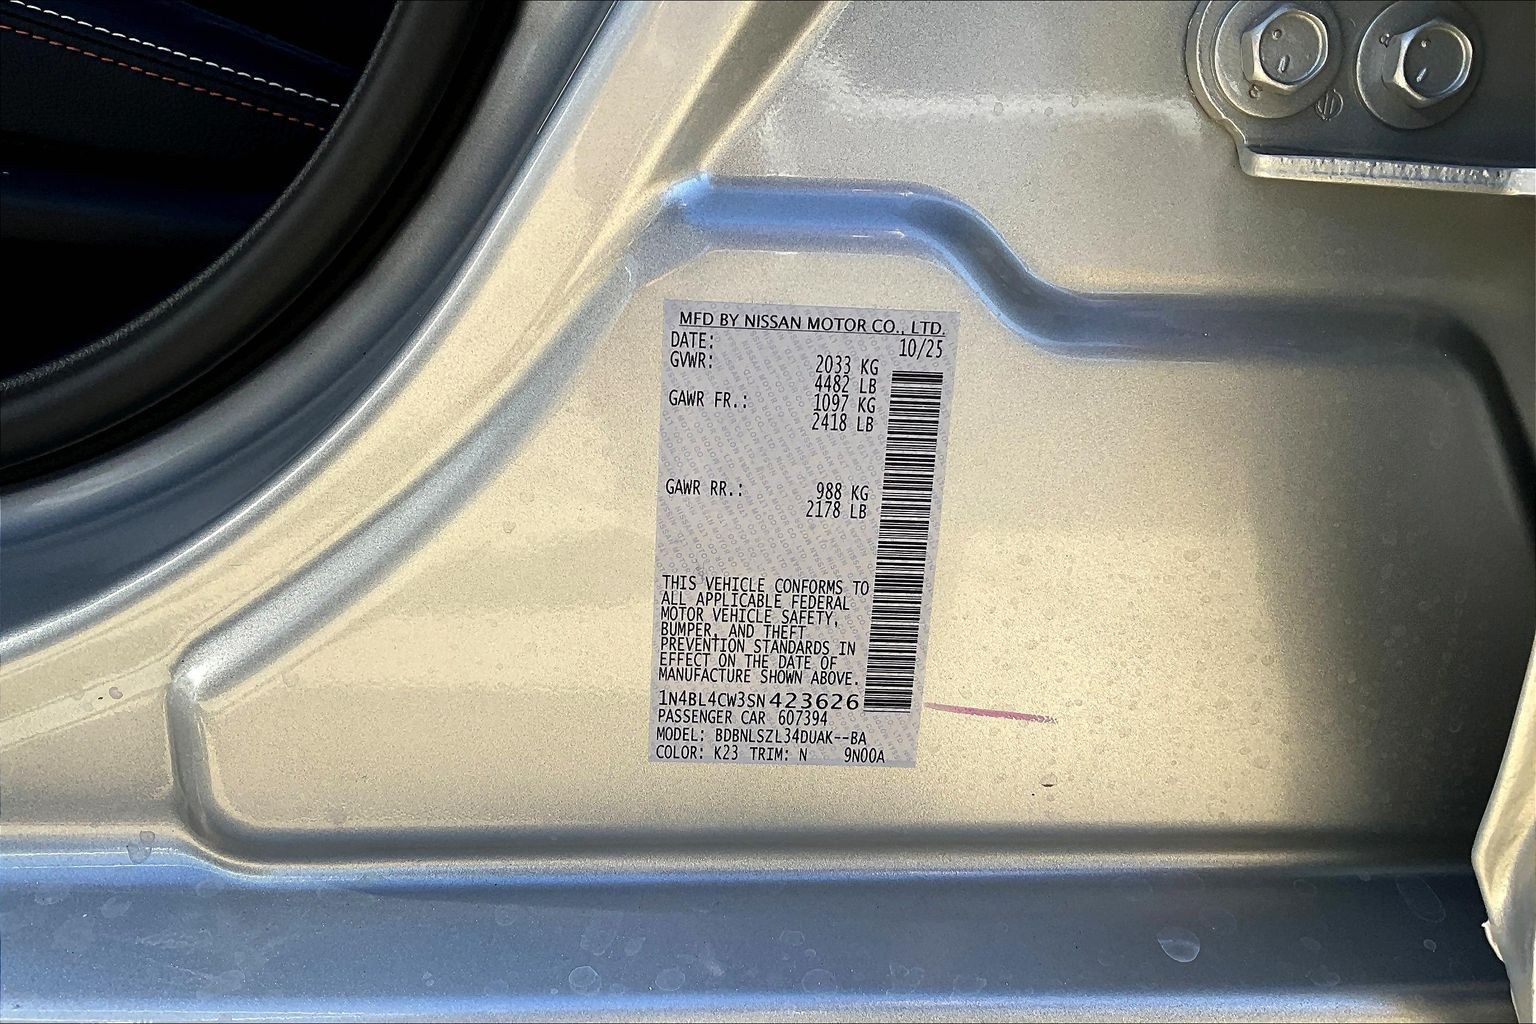 MFD BY NISSAN MOTOR CO., LTD.
DATE: 10/25
GVWR: 2033 KG
4482 LB
GAWR FR.: 1097 KG
2418 LB
GAWR RR.: 988 KG
2178 LB
THIS VEHICLE CONFORMS TO
ALL APPLICABLE FEDERAL
MOTOR VEHICLE SAFETY,
BUMPER, AND THEFT
PREVENTION STANDARDS IN
EFFECT ON THE DATE OF
MANUFACTURE SHOWN ABOVE.
1N4BL4CW3SN423626
PASSENGER CAR 607394
MODEL: BDBNLSZL34DUAK--BA
COLOR: K23 TRIM: N 9N00A